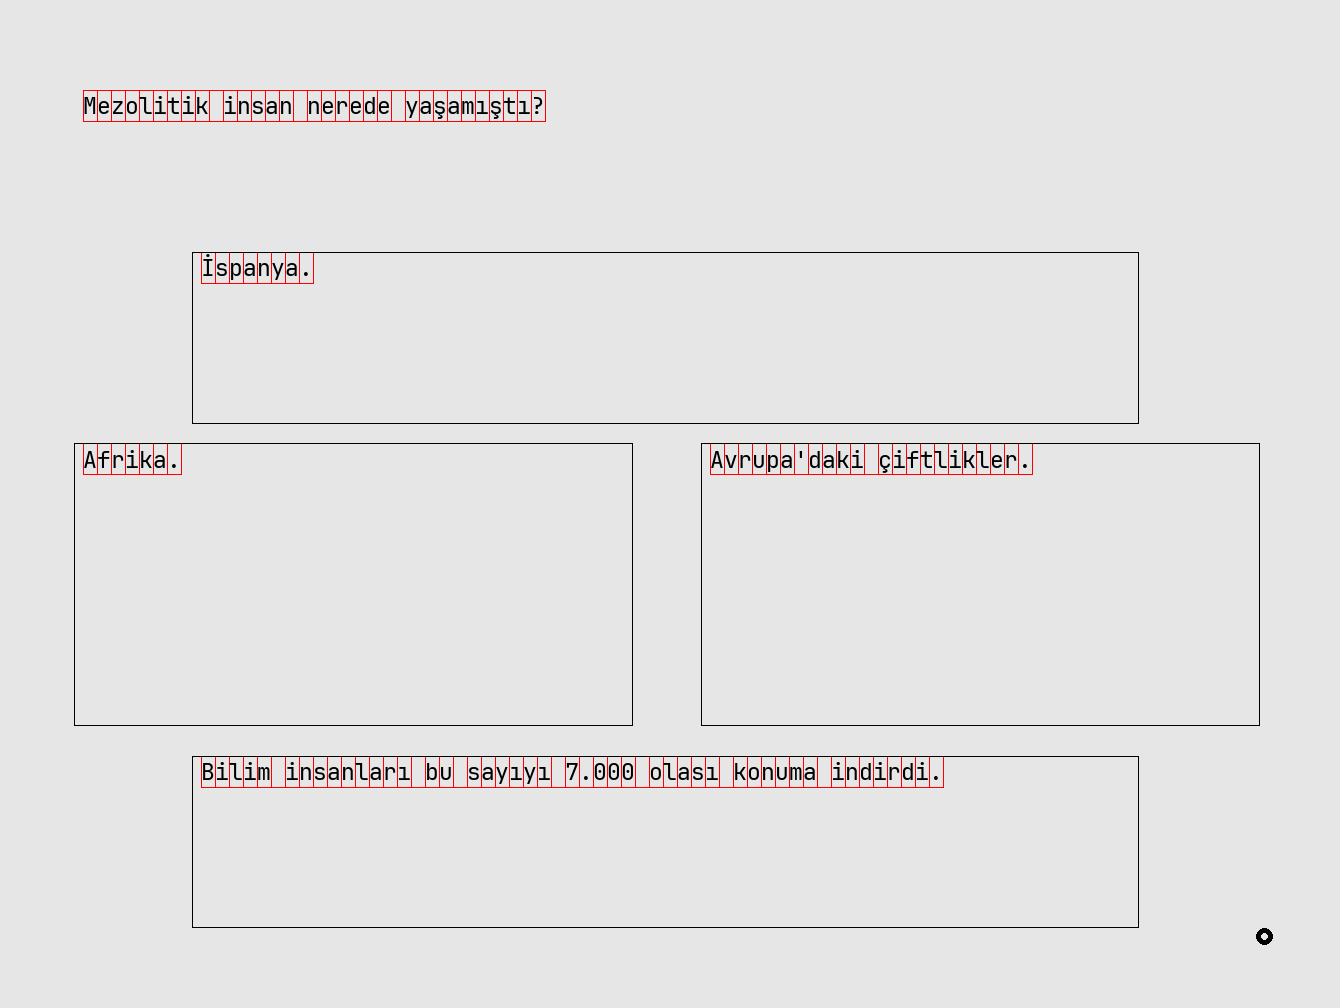 Mezolitik insan nerede yaşamıştı?
İspanya.
Afrika.
Avrupa'daki çiftlikler.
Bilim insanları bu sayıyı 7.000 olası konuma indirdi.